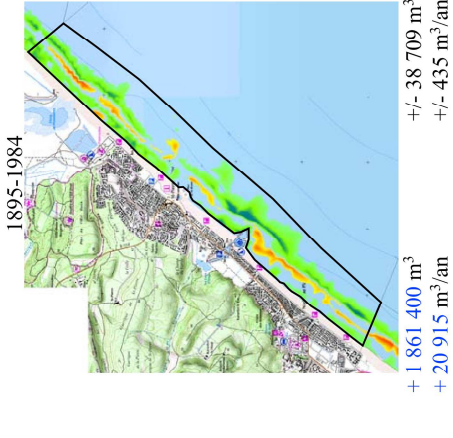 1895-1984
+ 1 861 400 m³
+/- 38 709 m³
+ 20 915 m³/an
+/- 435 m³/an